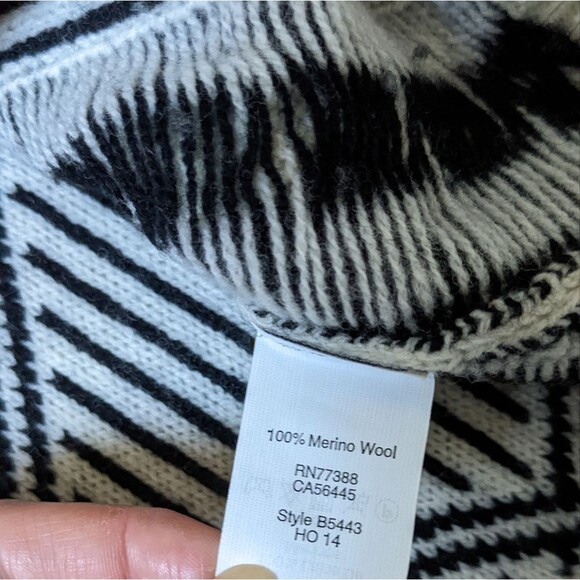 100% Merino Wool
RN77388
CA56445
Style B5443
HO 14